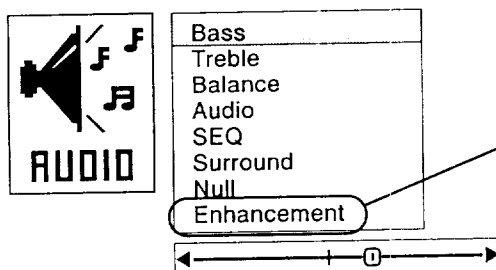 AUDIO
Bass
Treble
Balance
Audio
SEQ
Surround
Null
Enhancement